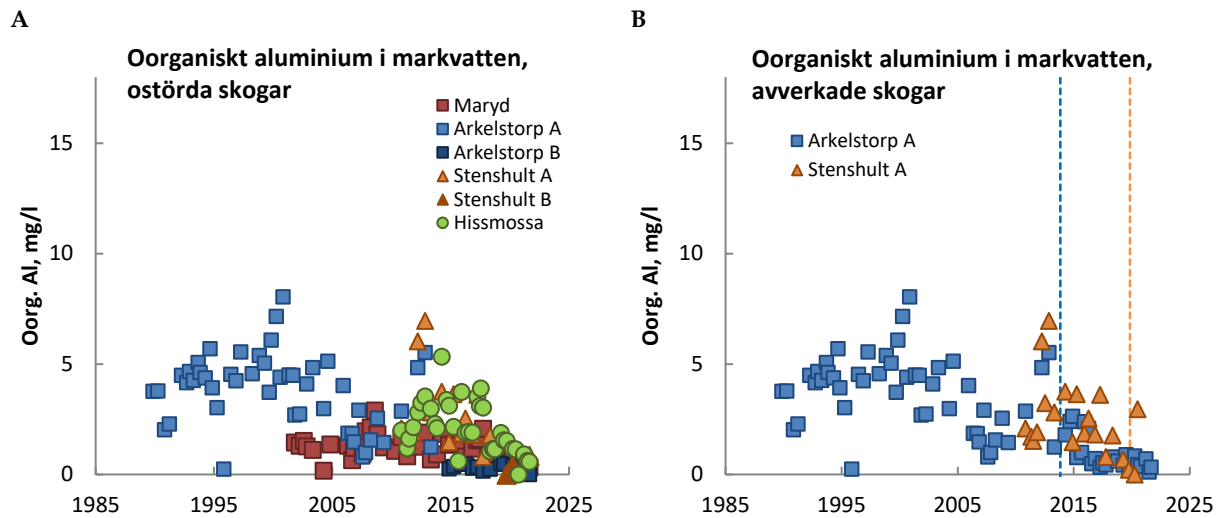 A
Oorganiskt aluminium i markvatten,
ostörda skogar
Maryd
Arkelstorp A
Arkelstorp B
Stenshult A
Stenshult B
Hissmossa
Oorg. Al, mg/l
15
10
5
0
1985
1995
2005
2015
2025
B
Oorganiskt aluminium i markvatten,
avverkade skogar
Arkelstorp A
Stenshult A
Oorg. Al, mg/l
15
10
5
0
1985
1995
2005
2015
2025